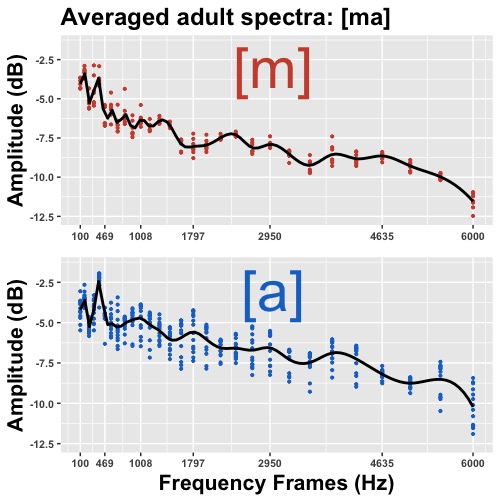 Averaged adult spectra: [ma]
Amplitude (dB)
-2.5
-5.0
-7.5
-10.0
-12.5
[m]
100 469 1008 1797 2950 4635 6000
Amplitude (dB)
-2.5
-5.0
-7.5
-10.0
-12.5
[a]
100 469 1008 1797 2950 4635 6000
Frequency Frames (Hz)